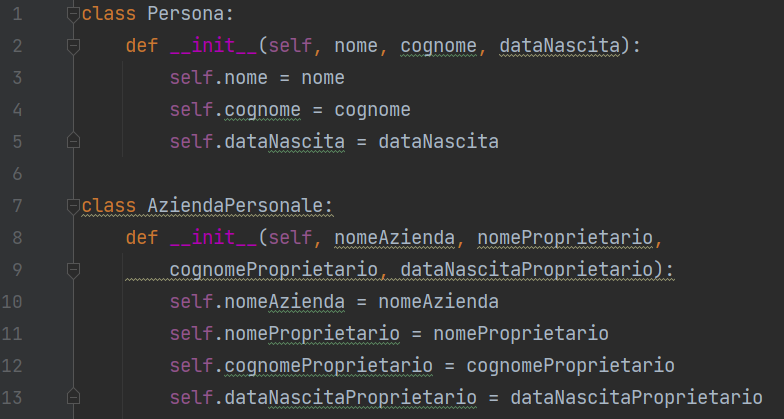 1 class Persona:
2     def __init__(self, nome, cognome, dataNascita):
3         self.nome = nome
4         self.cognome = cognome
5         self.dataNascita = dataNascita
6
7 class AziendaPersonale:
8     def __init__(self, nomeAzienda, nomeProprietario,
9         cognomeProprietario, dataNascitaProprietario):
10         self.nomeAzienda = nomeAzienda
11         self.nomeProprietario = nomeProprietario
12         self.cognomeProprietario = cognomeProprietario
13         self.dataNascitaProprietario = dataNascitaProprietario